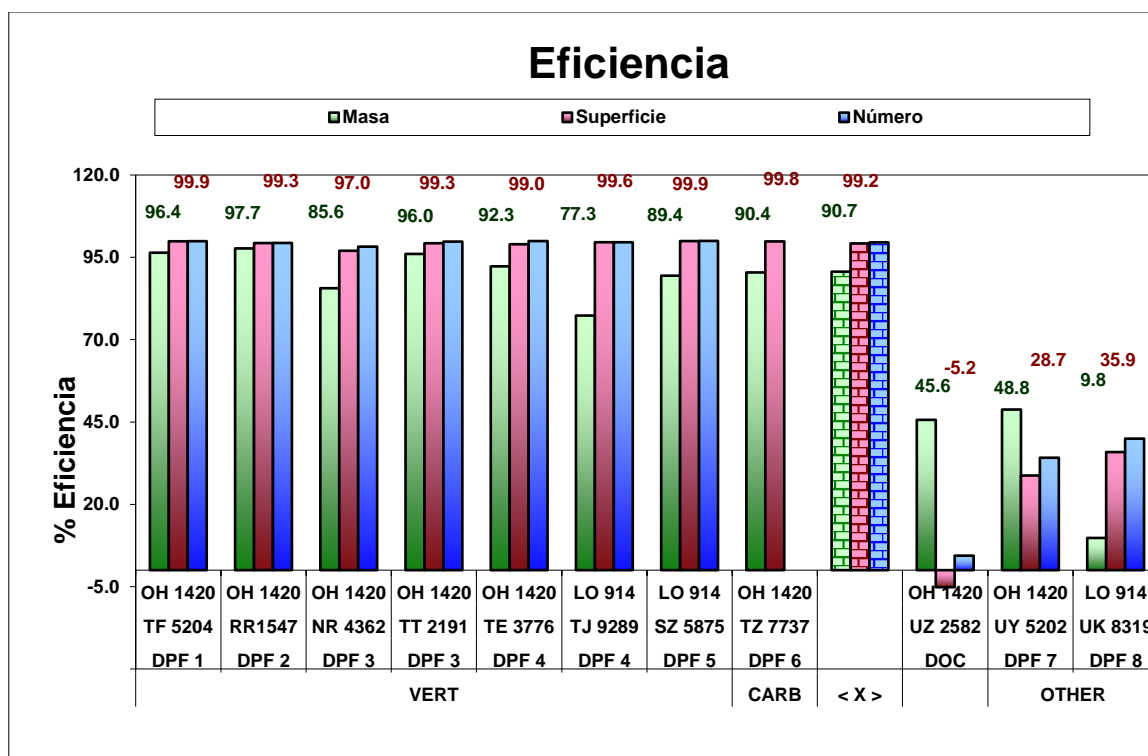 Eficiencia
Masa Superficie Número
120.0 99.9 99.3 97.0 99.3 99.0 99.6 99.9 99.8 99.2
96.4 97.7 85.6 96.0 92.3 77.3 89.4 90.4 90.7
95.0
70.0
-5.2 28.7 35.9
45.6 48.8 9.8
45.0
20.0
-5.0
% Eficiencia
OH 1420 OH 1420 OH 1420 OH 1420 OH 1420 LO 914 LO 914 OH 1420 OH 1420 OH 1420 LO 914
TF 5204 RR1547 NR 4362 TT 2191 TE 3776 TJ 9289 SZ 5875 TZ 7737 UZ 2582 UY 5202 UK 8319
DPF 1 DPF 2 DPF 3 DPF 3 DPF 4 DPF 4 DPF 5 DPF 6 DOC DPF 7 DPF 8
VERT CARB < X > OTHER